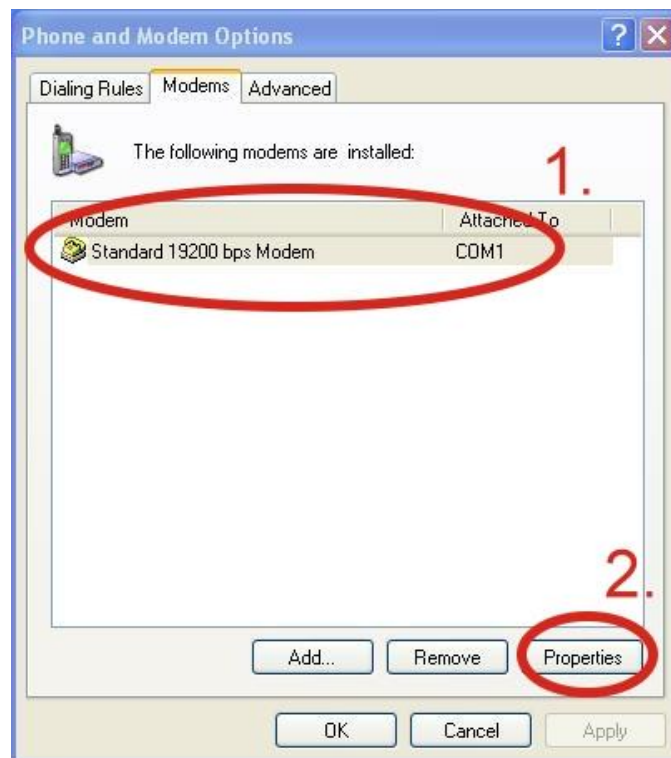 Phone and Modem Options
Dialing Rules Modems Advanced
The following modems are installed:
1.
Modem Attached To
Standard 19200 bps Modem COM1
2.
Add... Remove Properties
OK Cancel Apply